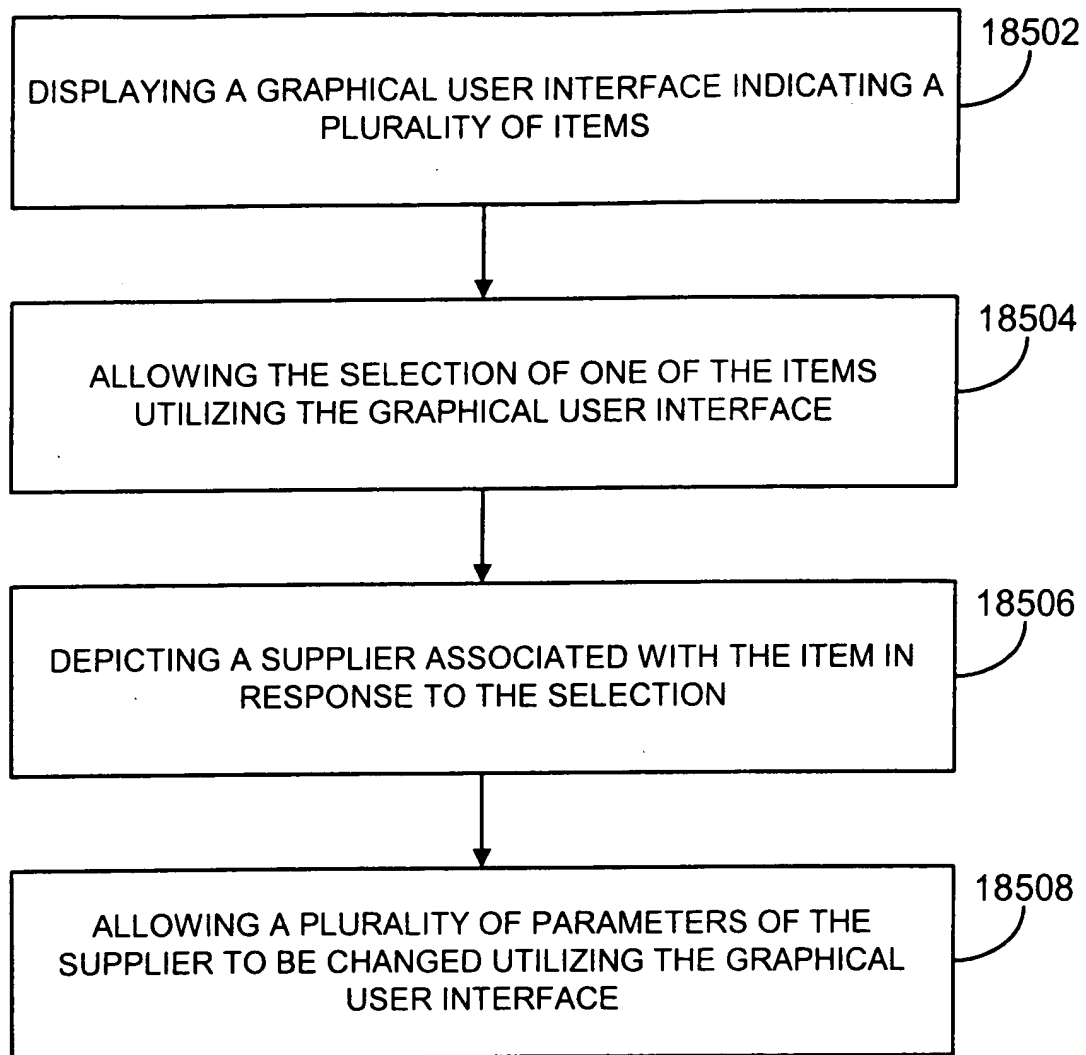 18502
DISPLAYING A GRAPHICAL USER INTERFACE INDICATING A
PLURALITY OF ITEMS
18504
ALLOWING THE SELECTION OF ONE OF THE ITEMS
UTILIZING THE GRAPHICAL USER INTERFACE
18506
DEPICTING A SUPPLIER ASSOCIATED WITH THE ITEM IN
RESPONSE TO THE SELECTION
18508
ALLOWING A PLURALITY OF PARAMETERS OF THE
SUPPLIER TO BE CHANGED UTILIZING THE GRAPHICAL
USER INTERFACE